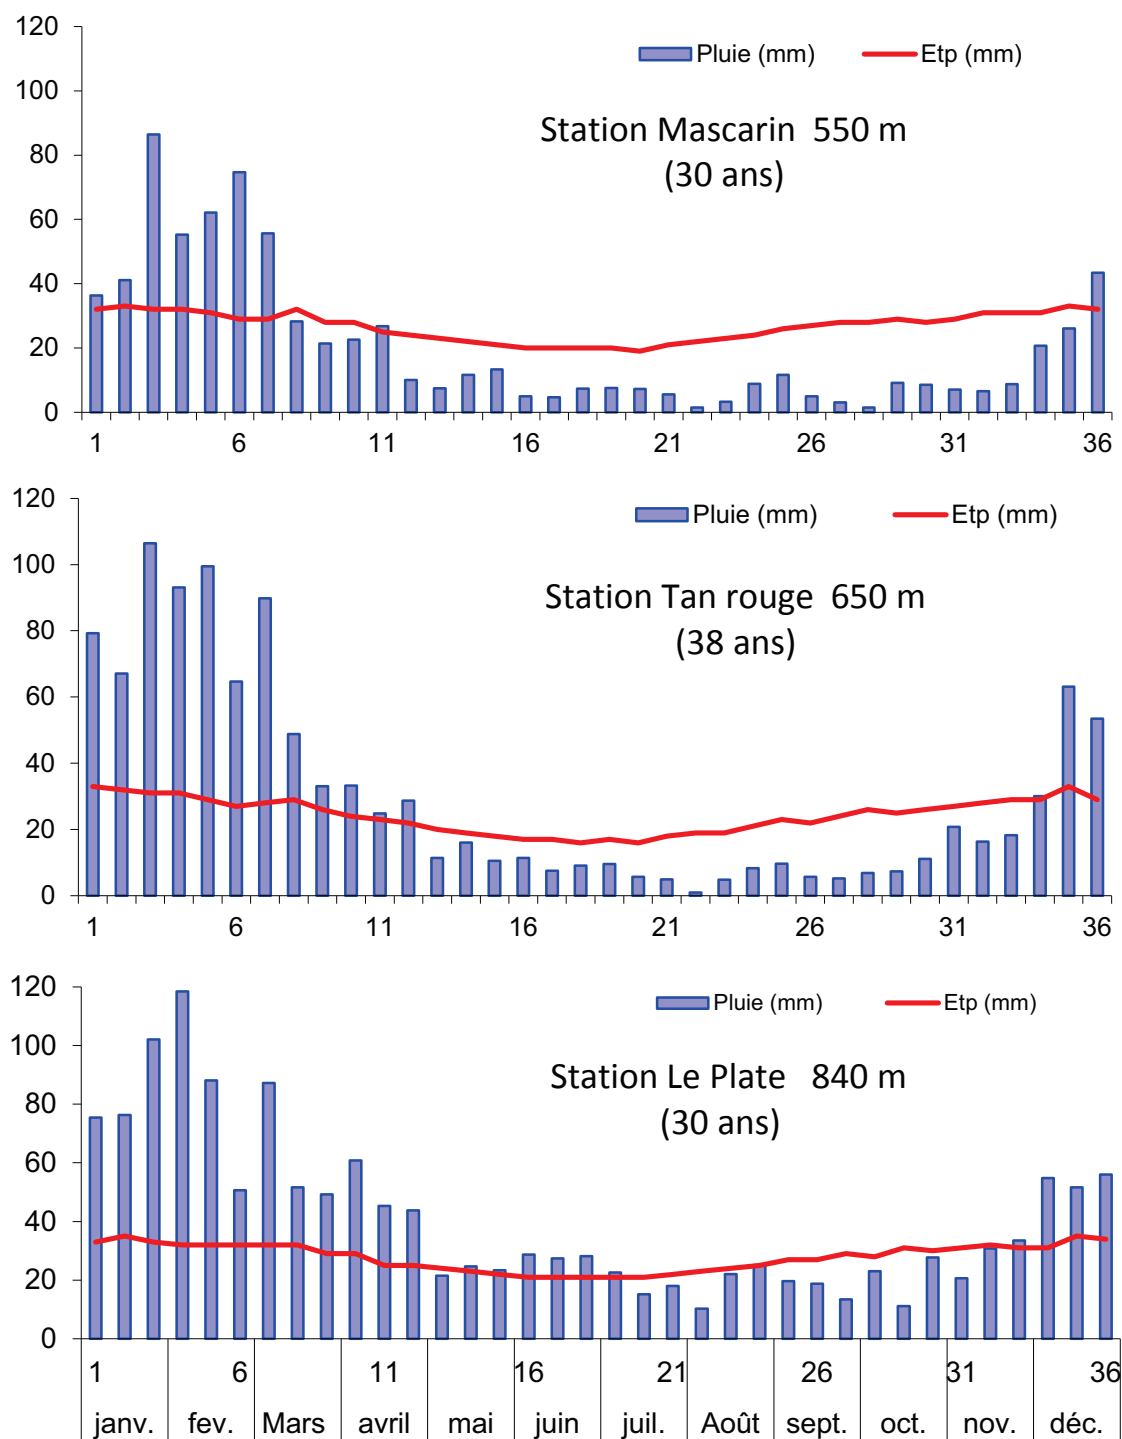 120
100
80
60
40
20
0
Pluie (mm) Etp (mm)
Station Mascarin 550 m
(30 ans)
1 6 11 16 21 26 31 36
120
100
80
60
40
20
0
Pluie (mm) Etp (mm)
Station Tan rouge 650 m
(38 ans)
1 6 11 16 21 26 31 36
120
100
80
60
40
20
0
Pluie (mm) Etp (mm)
Station Le Plate 840 m
(30 ans)
1 6 11 16 21 26 31 36
janv. fev. Mars avril mai juin juil. Août sept. oct. nov. déc.